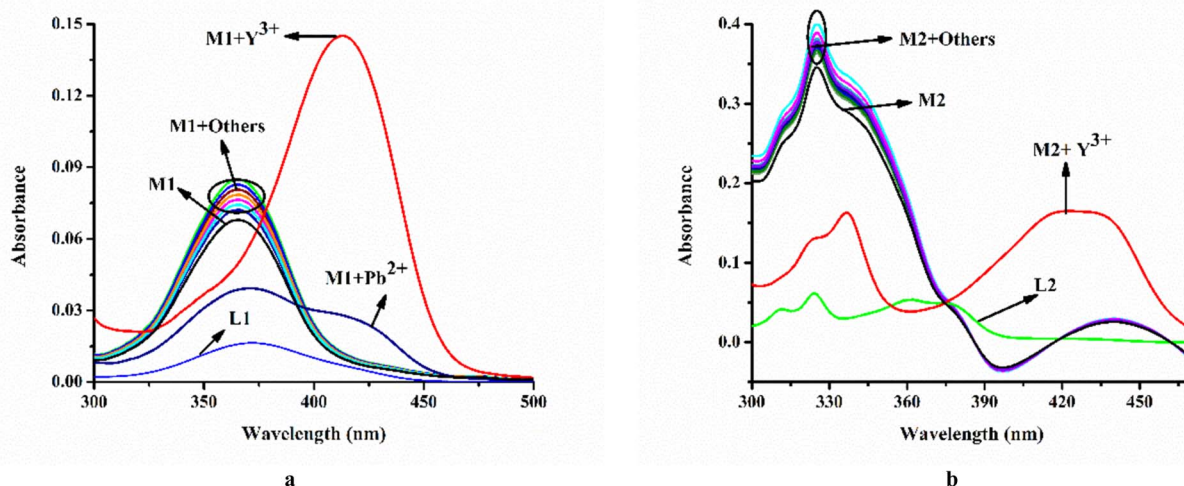 0.15
0.12
0.09
0.06
0.03
0.00
300
350
400
450
500
Absorbance
Wavelength (nm)
M1+Y3+
M1+Others
M1
M1+Pb2+
L1
a
0.4
0.3
0.2
0.1
0.0
300
330
360
390
420
450
Absorbance
Wavelength (nm)
M2+Others
M2
M2+ Y3+
L2
b